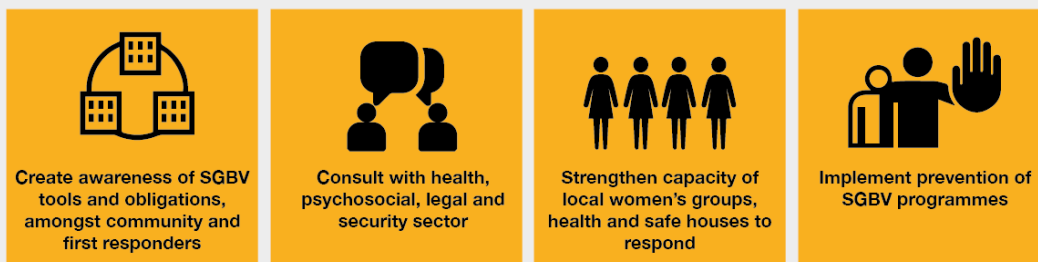 Create awareness of SGBV
tools and obligations,
amongst community and
first responders
Consult with health,
psychosocial, legal and
security sector
Strengthen capacity of
local women's groups,
health and safe houses to
respond
Implement prevention of
SGBV programmes